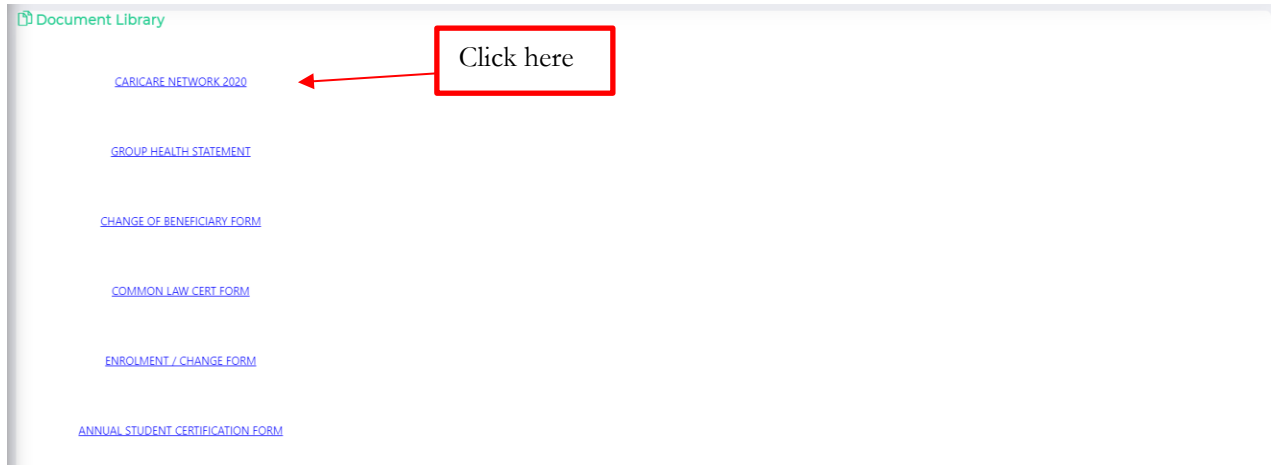 Document Library
Click here
CARICARE NETWORK 2020
GROUP HEALTH STATEMENT
CHANGE OF BENEFICIARY FORM
COMMON LAW CERT FORM
ENROLMENT / CHANGE FORM
ANNUAL STUDENT CERTIFICATION FORM